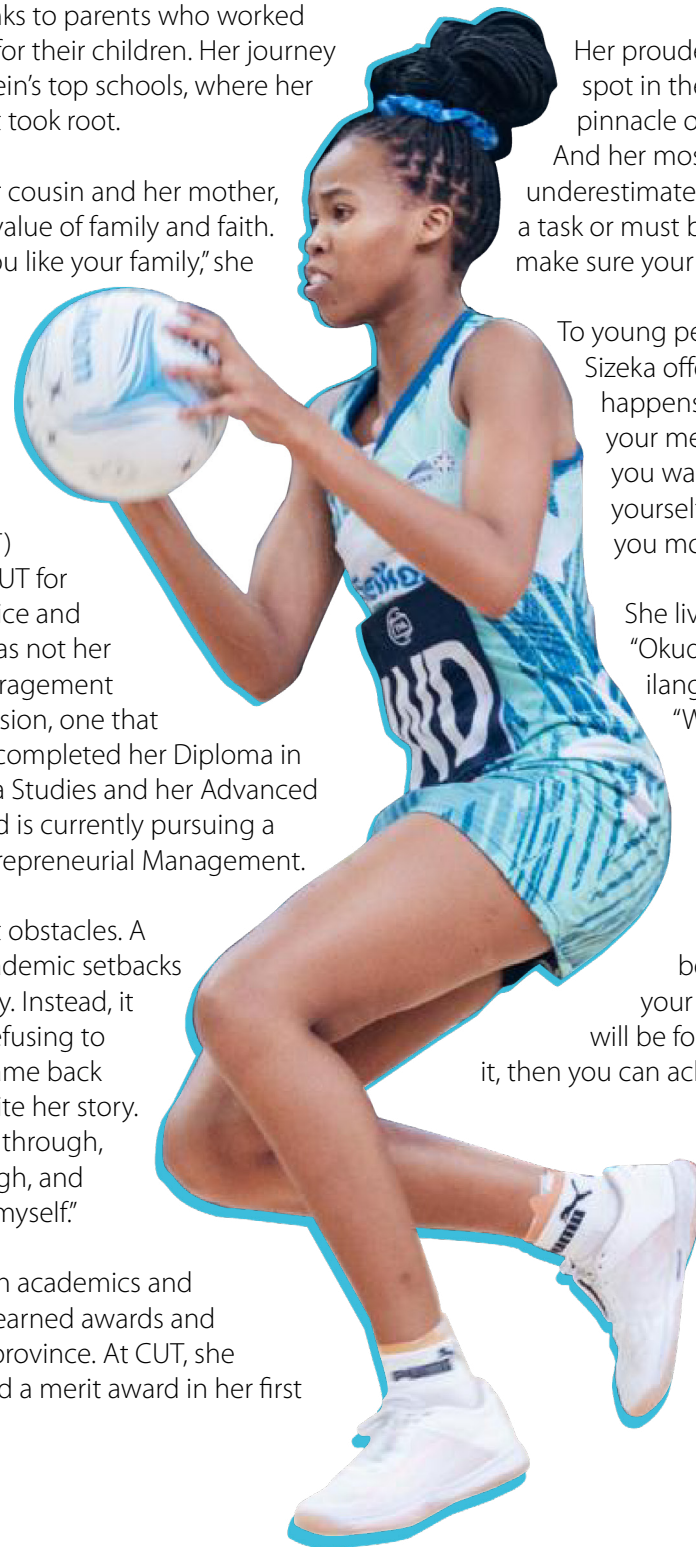 nks to parents who worked
for their children. Her journey
ein’s top schools, where her
t took root.
r cousin and her mother,
value of family and faith.
ou like your family,” she
T)
UT for
ice and
as not her
ragement
sion, one that
completed her Diploma in
a Studies and her Advanced
d is currently pursuing a
repreneurial Management.
t obstacles. A
ademic setbacks
y. Instead, it
efusing to
ame back
ite her story.
through,
gh, and
myself.”
n academics and
earned awards and
province. At CUT, she
d a merit award in her first
Her proude
spot in the
pinnacle o
And her mos
underestimate
a task or must b
make sure your
To young pe
Sizeka offe
happens
your me
you wa
yourself
you mo
She liv
“Okuc
ilang
“W
be
your
will be fo
it, then you can ach
WD
PUMA